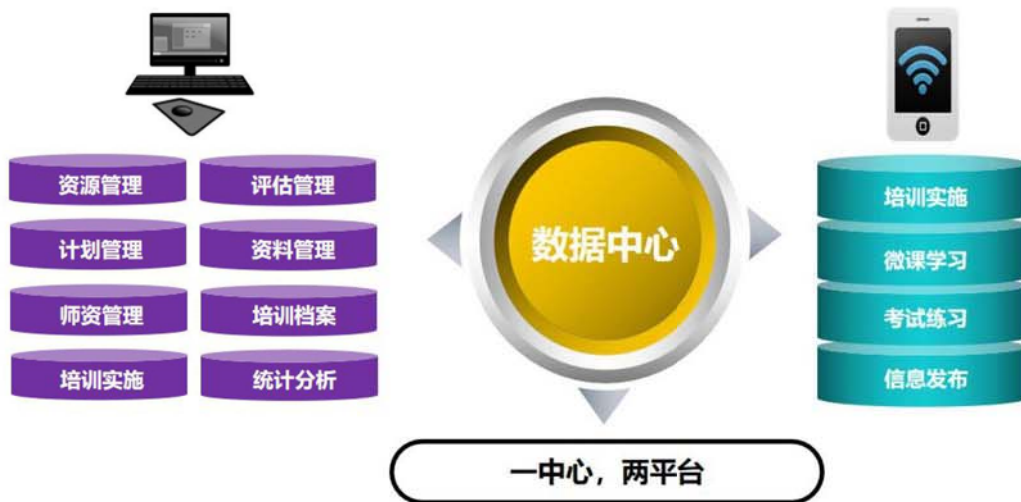 资源管理
评估管理
计划管理
资料管理
师资管理
培训档案
培训实施
统计分析
数据中心
培训实施
微课学习
考试练习
信息发布
一中心，两平台